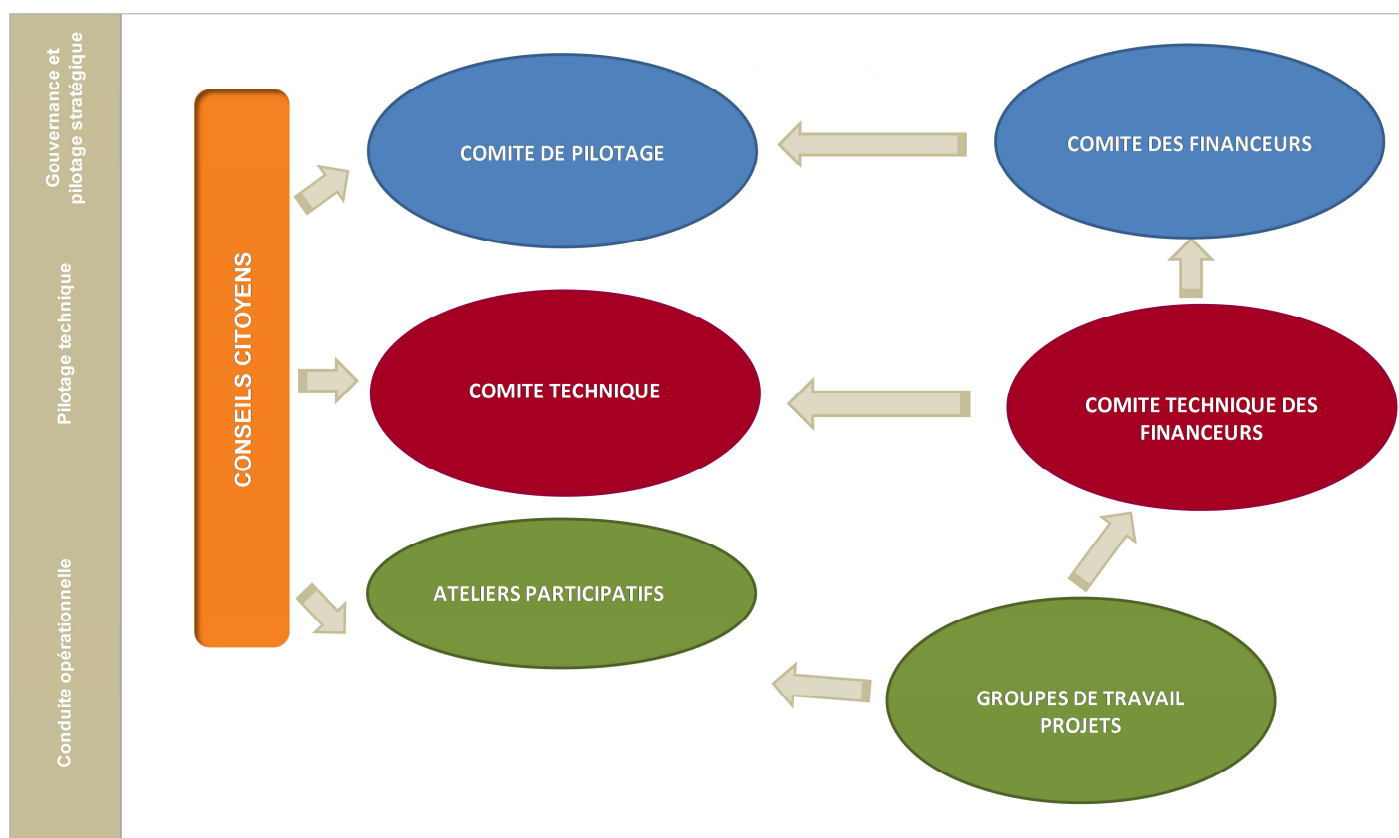 Gouvernance et
pilotage stratégique
Pilotage technique
Conduite opérationnelle
CONSEILS CITOYENS
COMITE DE PILOTAGE
COMITE DES FINANCEURS
COMITE TECHNIQUE
COMITE TECHNIQUE DES
FINANCEURS
ATELIERS PARTICIPATIFS
GROUPES DE TRAVAIL
PROJETS